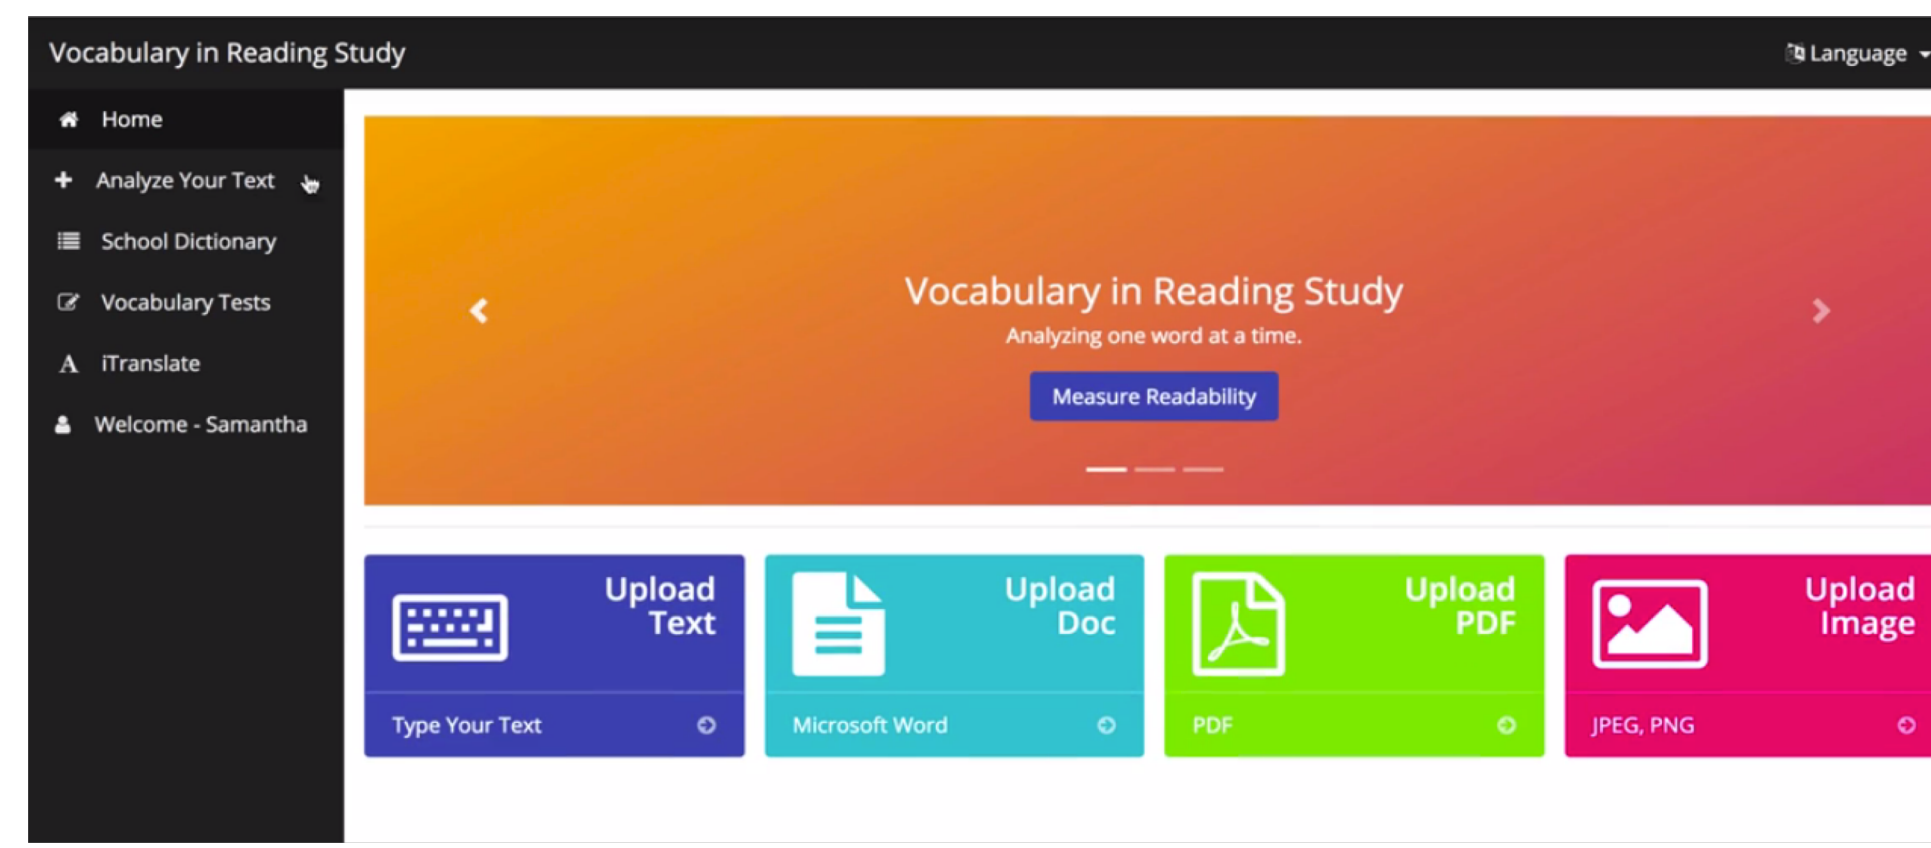 Vocabulary in Reading Study
Language
Home
Analyze Your Text
School Dictionary
Vocabulary Tests
iTranslate
Welcome - Samantha
Vocabulary in Reading Study
Analyzing one word at a time.
Measure Readability
Upload
Text
Type Your Text
Upload
Doc
Microsoft Word
Upload
PDF
PDF
Upload
Image
JPEG, PNG